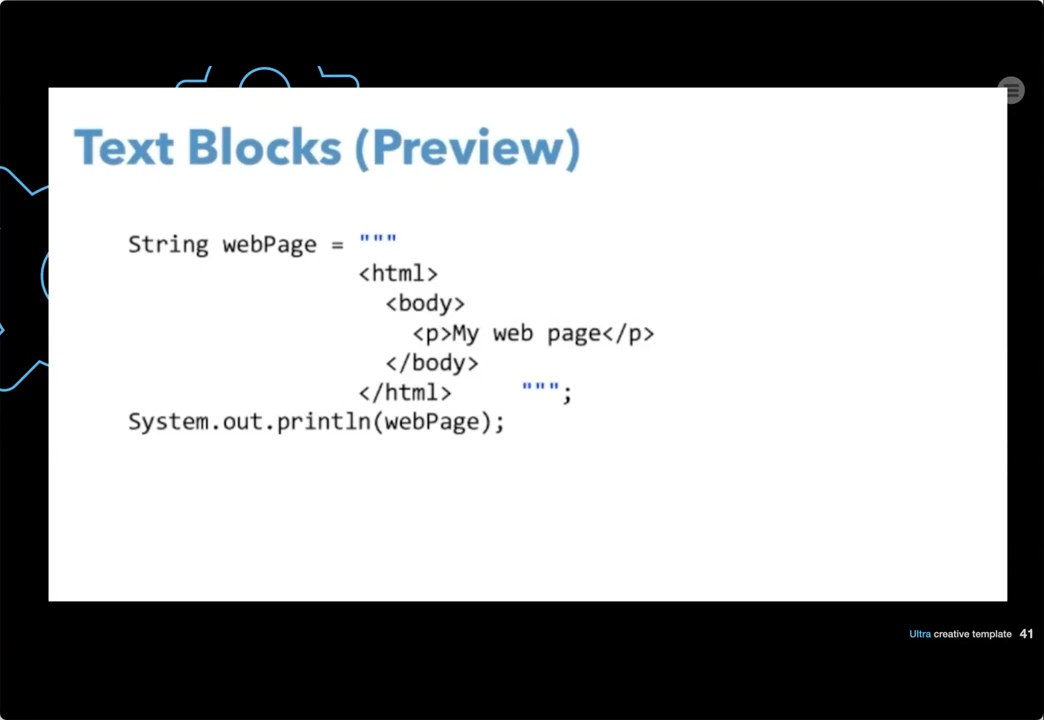 Text Blocks (Preview)
String webPage = """
<html>
<body>
<p>My web page</p>
</body>
</html> """;
System.out.println(webPage);
Ultra creative template 41